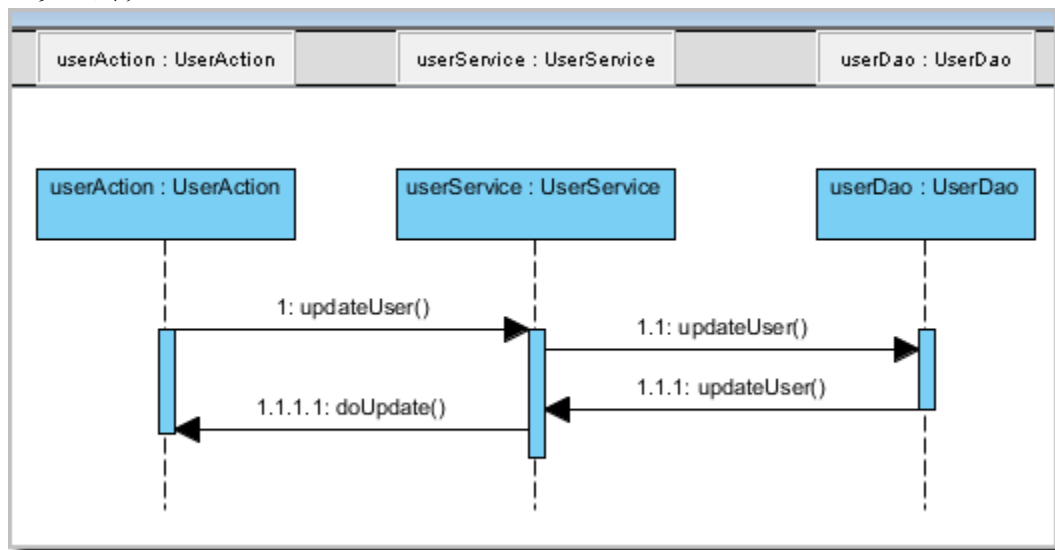 userAction : UserAction
userService : UserService
userDao : UserDao
userAction : UserAction
userService : UserService
userDao : UserDao
1: updateUser()
1.1: updateUser()
1.1.1: updateUser()
1.1.1.1: doUpdate()